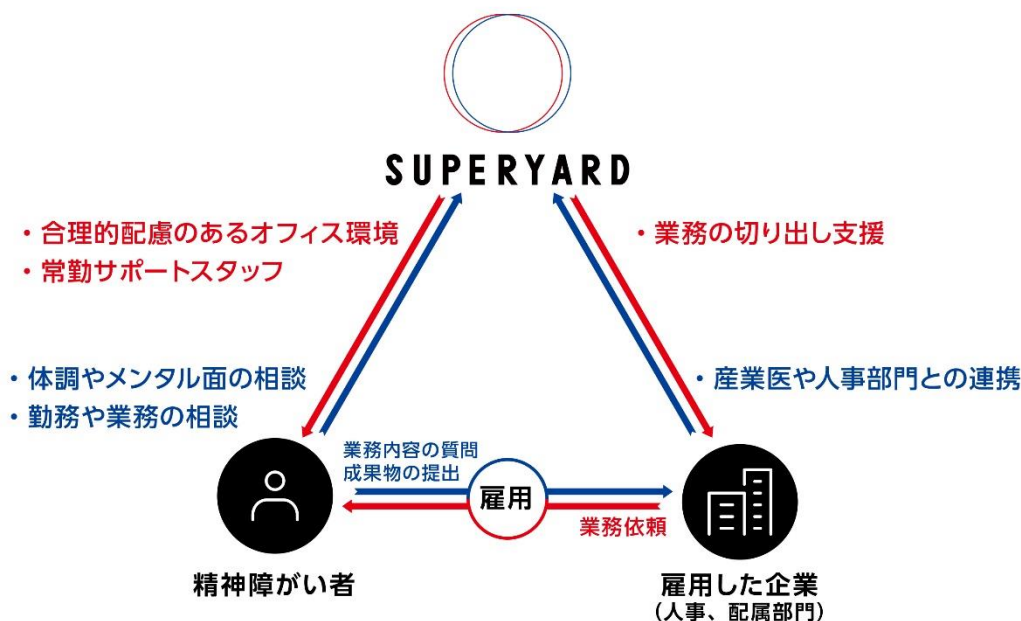 SUPERYARD
・合理的配慮のあるオフィス環境
・常勤サポートスタッフ
・業務の切り出し支援
・体調やメンタル面の相談
・勤務や業務の相談
・産業医や人事部門との連携
業務内容の質問
成果物の提出
雇用
業務依頼
精神障がい者
雇用した企業
(人事、配属部門)